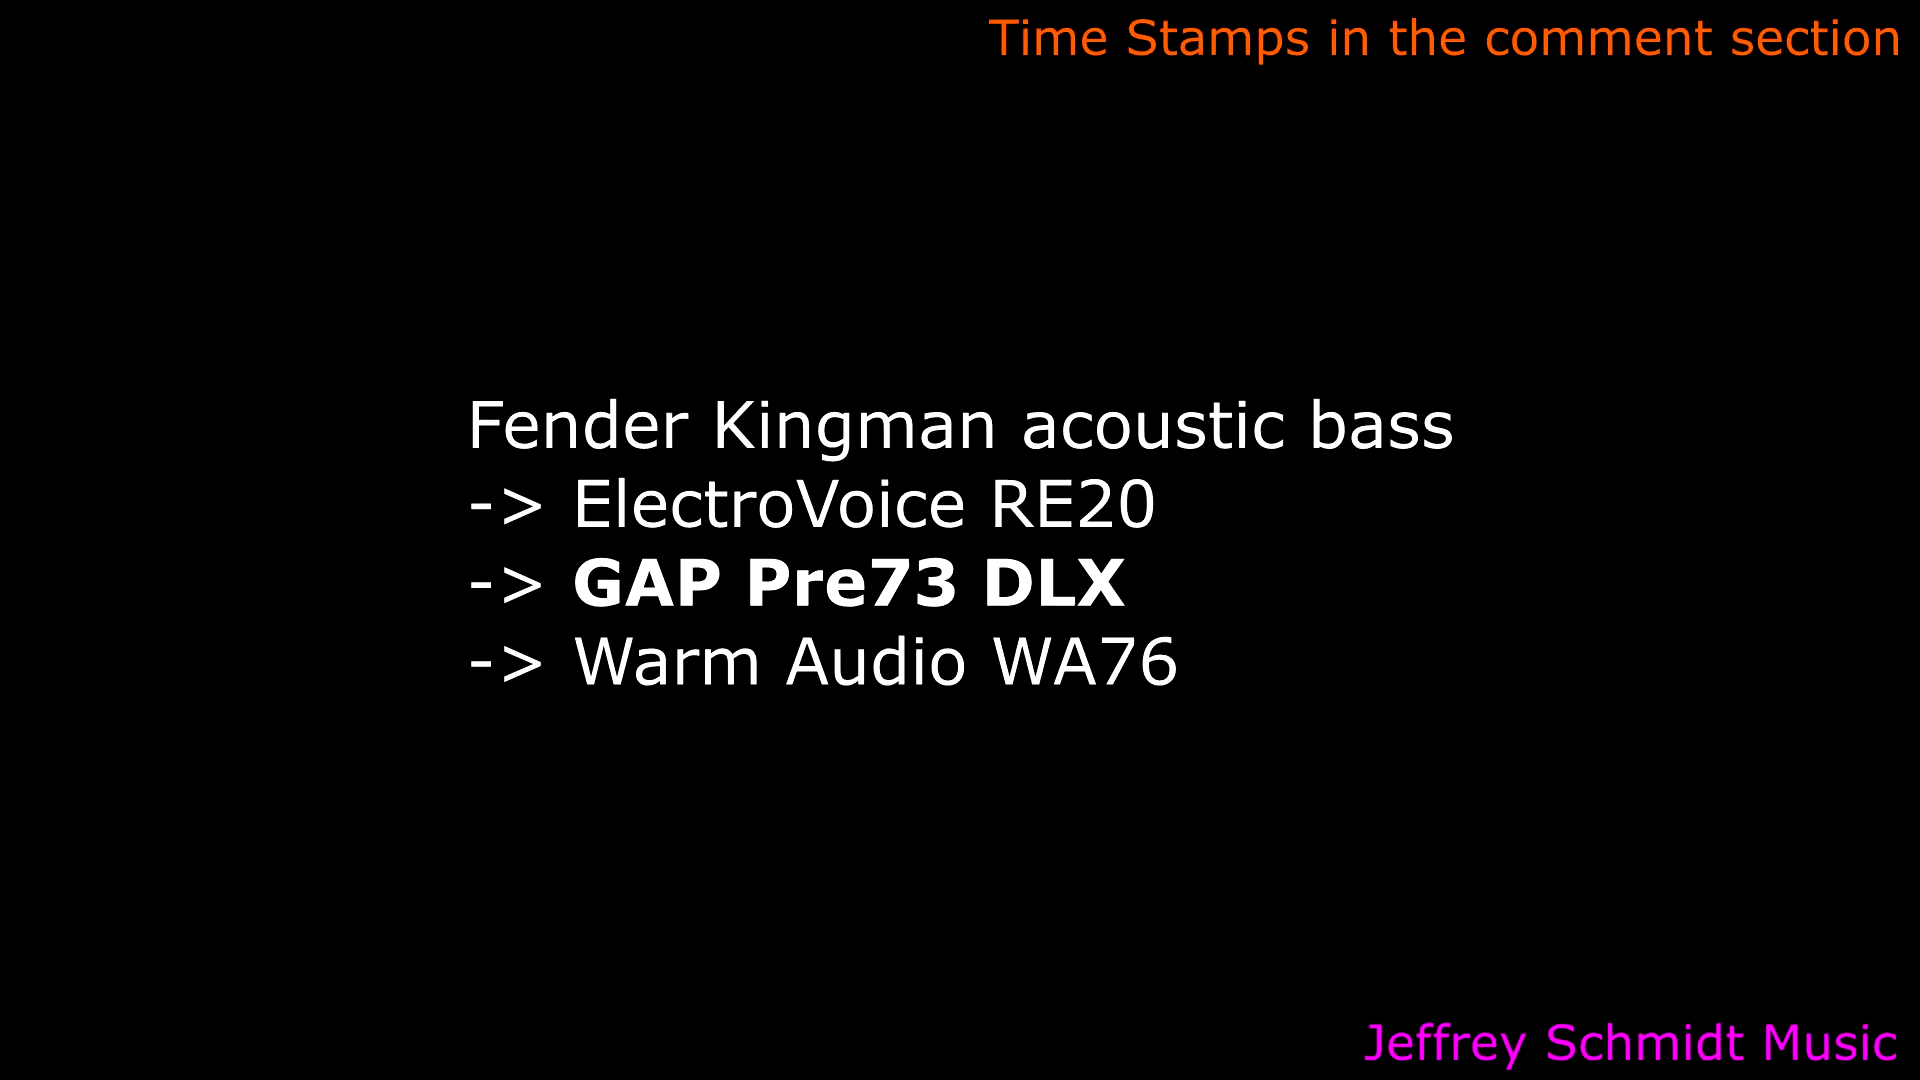 Time Stamps in the comment section
Fender Kingman acoustic bass
-> ElectroVoice RE20
-> GAP Pre73 DLX
-> Warm Audio WA76
Jeffrey Schmidt Music